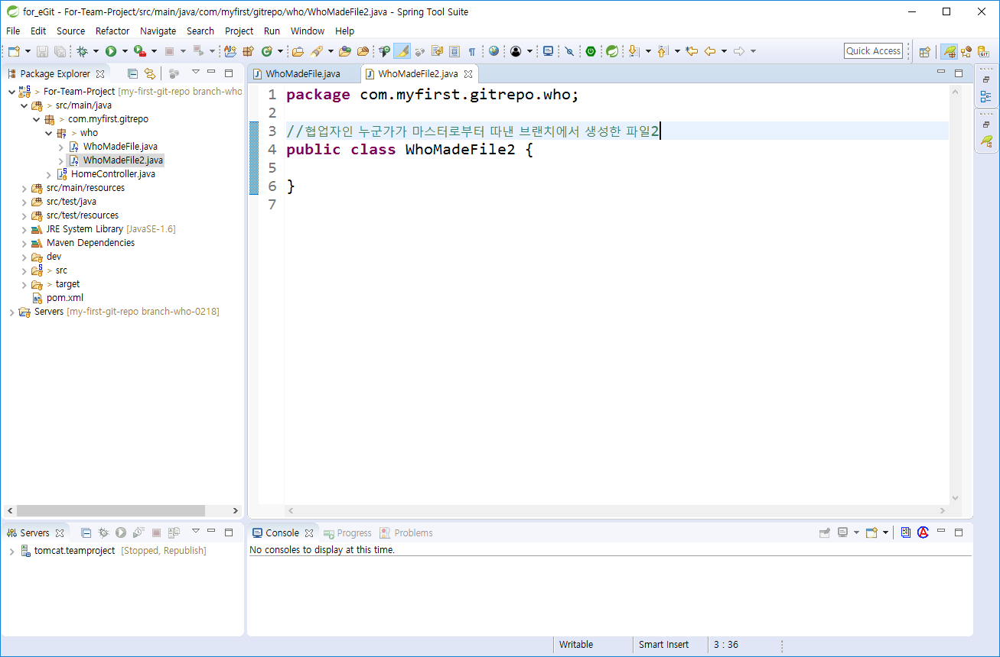 for_eGit - For-Team-Project/src/main/java/com/myfirst/gitrepo/who/WhoMadeFile2.java - Spring Tool Suite
File Edit Source Refactor Navigate Search Project Run Window Help
Quick Access
Package Explorer
> For-Team-Project [my-first-git-repo branch-who
> src/main/java
> com.myfirst.gitrepo
> who
WhoMadeFile.java
WhoMadeFile2.java
HomeController.java
src/main/resources
src/test/java
src/test/resources
JRE System Library [JavaSE-1.6]
Maven Dependencies
dev
> src
> target
pom.xml
Servers [my-first-git-repo branch-who-0218]
WhoMadeFile.java WhoMadeFile2.java
1 package com.myfirst.gitrepo.who;
2
3 //협업자인 누군가가 마스터로부터 따낸 브랜치에서 생성한 파일2
4 public class WhoMadeFile2 {
5
6 }
7
Servers
tomcat.teamproject [Stopped, Republish]
Console Progress Problems
No consoles to display at this time.
Writable Smart Insert 3 : 36